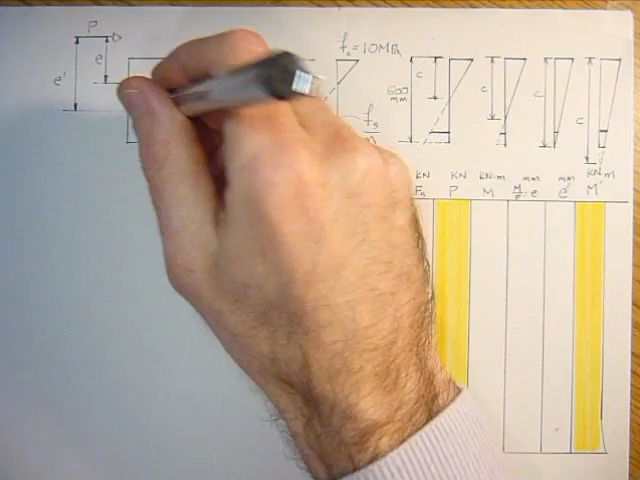 P
e
e'
f_c = 10MPa
f_s
n
600
mm
c
c
c
c
KN KN KN·m mm mm KN·m
F_s P M M/P e e' M'